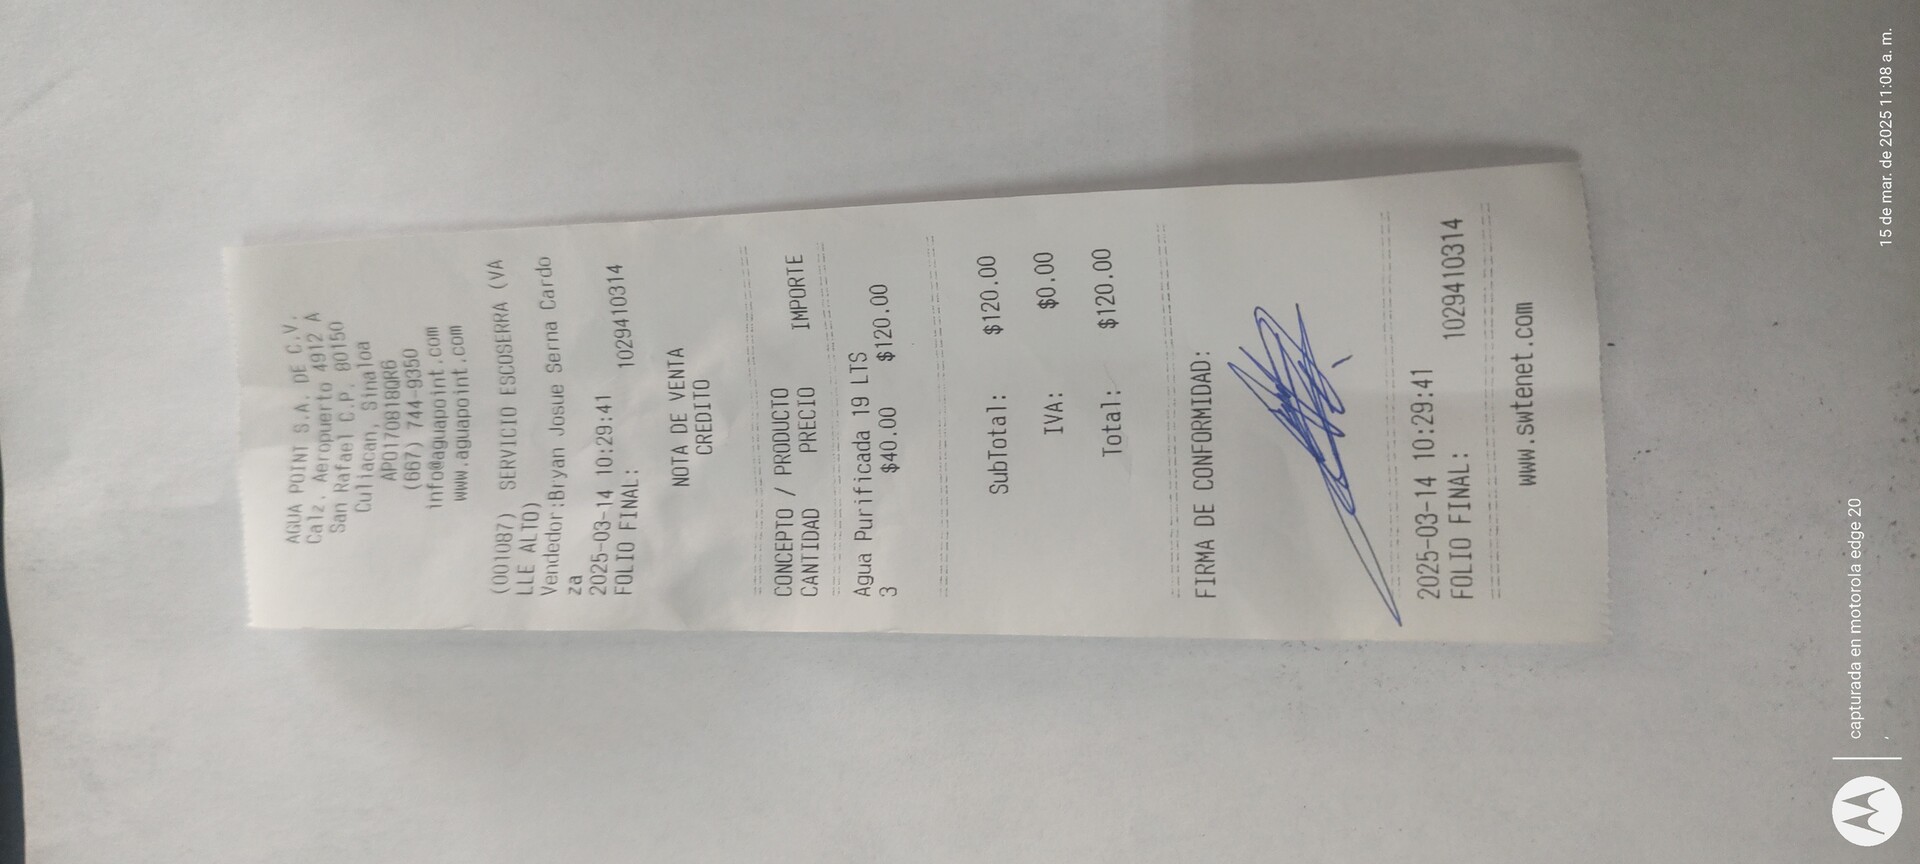 AGUA POINT S.A. DE C.V.
Calz. Aeropuerto 4912 A
San Rafael C.P. 80150
Culiacan, Sinaloa
APO170818QR6
(667) 744-9350
info@aguapoint.com
www.aguapoint.com
(001087) SERVICIO ESCOSERRA (VA
LLE ALTO)
Vendedor:Bryan Josue Serna Cardo
za
2025-03-14 10:29:41
FOLIO FINAL: 1029410314
NOTA DE VENTA
CREDITO
CONCEPTO / PRODUCTO
CANTIDAD PRECIO IMPORTE
Agua Purificada 19 LTS
3 $40.00 $120.00
SubTotal: $120.00
IVA: $0.00
Total: $120.00
FIRMA DE CONFORMIDAD:
2025-03-14 10:29:41
FOLIO FINAL: 1029410314
www.swtenet.com
capturada en motorola edge 20
15 de mar. de 2025 11:08 a. m.